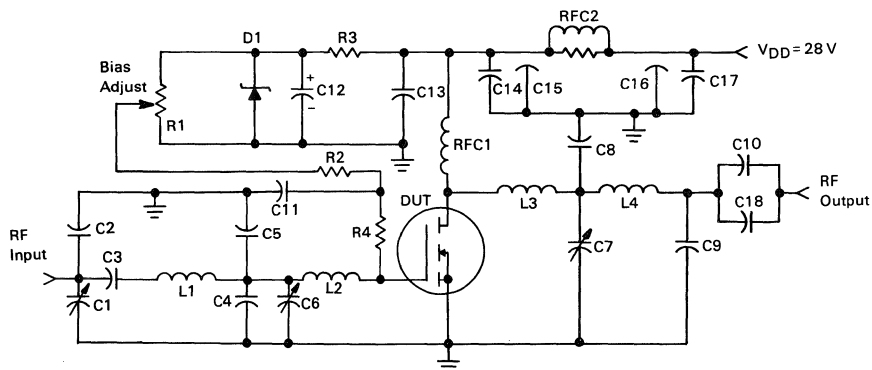 RFC2
D1
R3
VDD = 28 V
Bias
Adjust
+
C12
–
C13
C14
C15
C16
C17
R1
RFC1
R2
C8
C10
C11
DUT
L3
L4
C18
RF
Output
C2
C5
R4
RF
Input
C3
C7
C9
L1
L2
C1
C4
C6